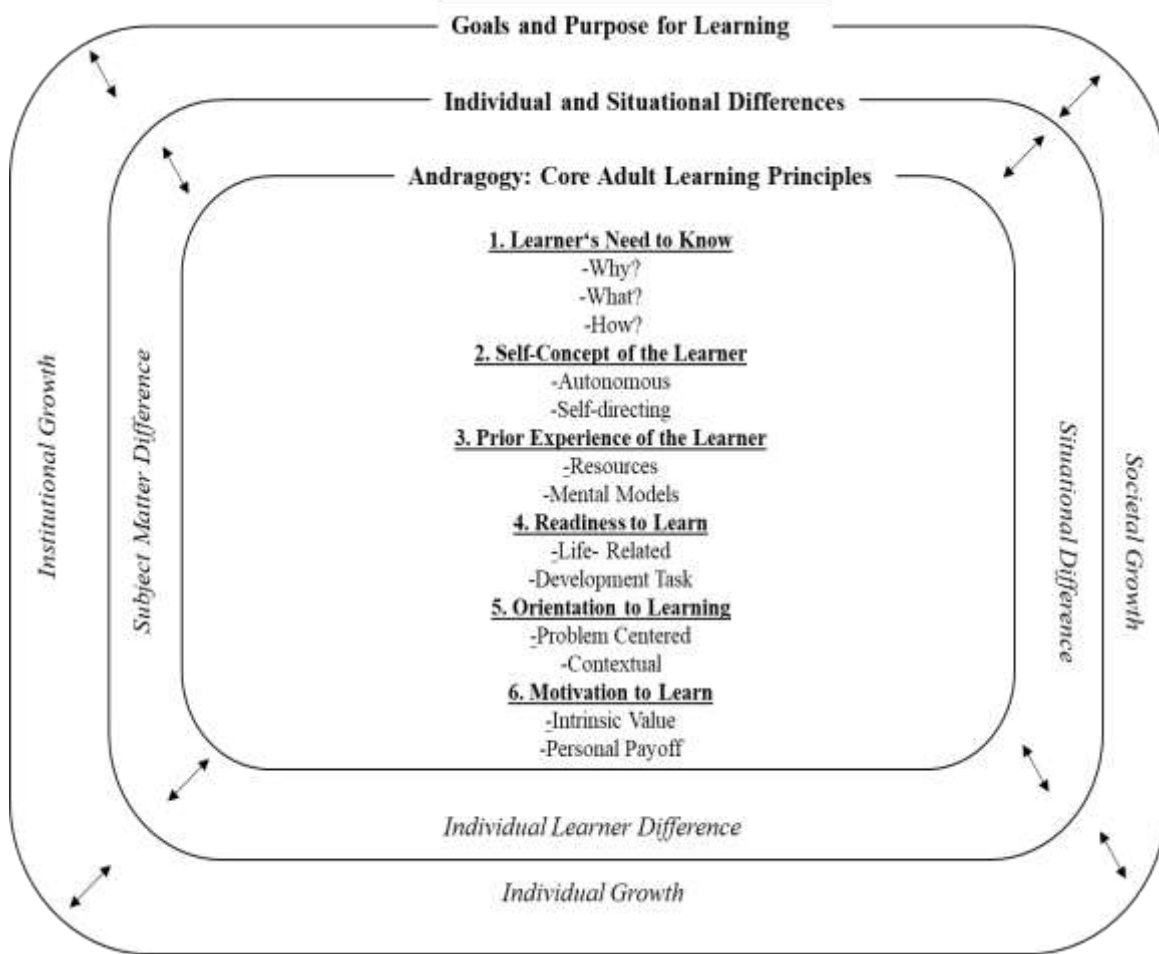 Goals and Purpose for Learning
Individual and Situational Differences
Andragogy: Core Adult Learning Principles
1. Learner‘s Need to Know
-Why?
-What?
-How?
2. Self-Concept of the Learner
-Autonomous
-Self-directing
3. Prior Experience of the Learner
-Resources
-Mental Models
4. Readiness to Learn
-Life- Related
-Development Task
5. Orientation to Learning
-Problem Centered
-Contextual
6. Motivation to Learn
-Intrinsic Value
-Personal Payoff
Institutional Growth
Subject Matter Difference
Situational Difference
Societal Growth
Individual Learner Difference
Individual Growth